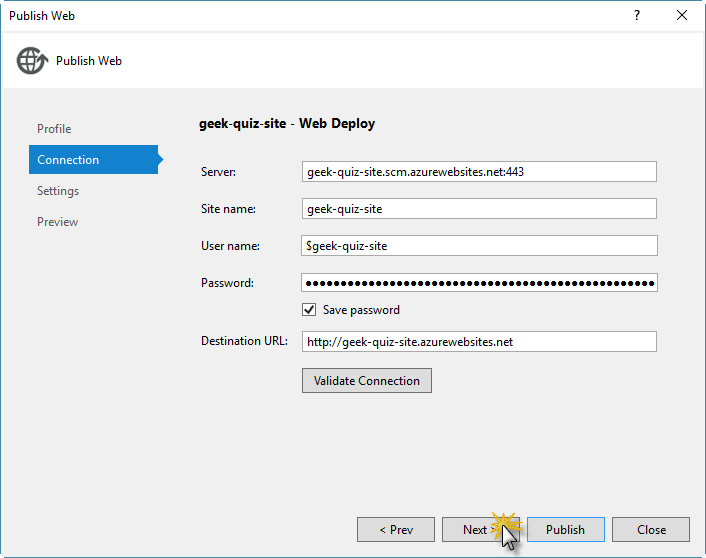 Publish Web
?
Publish Web
Profile
Connection
Settings
Preview
geek-quiz-site - Web Deploy
Server: geek-quiz-site.scm.azurewebsites.net:443
Site name: geek-quiz-site
User name: $geek-quiz-site
Password: ••••••••••••••••••••••••••••••••••••••••••••••••••
Save password
Destination URL: http://geek-quiz-site.azurewebsites.net
Validate Connection
< Prev Next > Publish Close